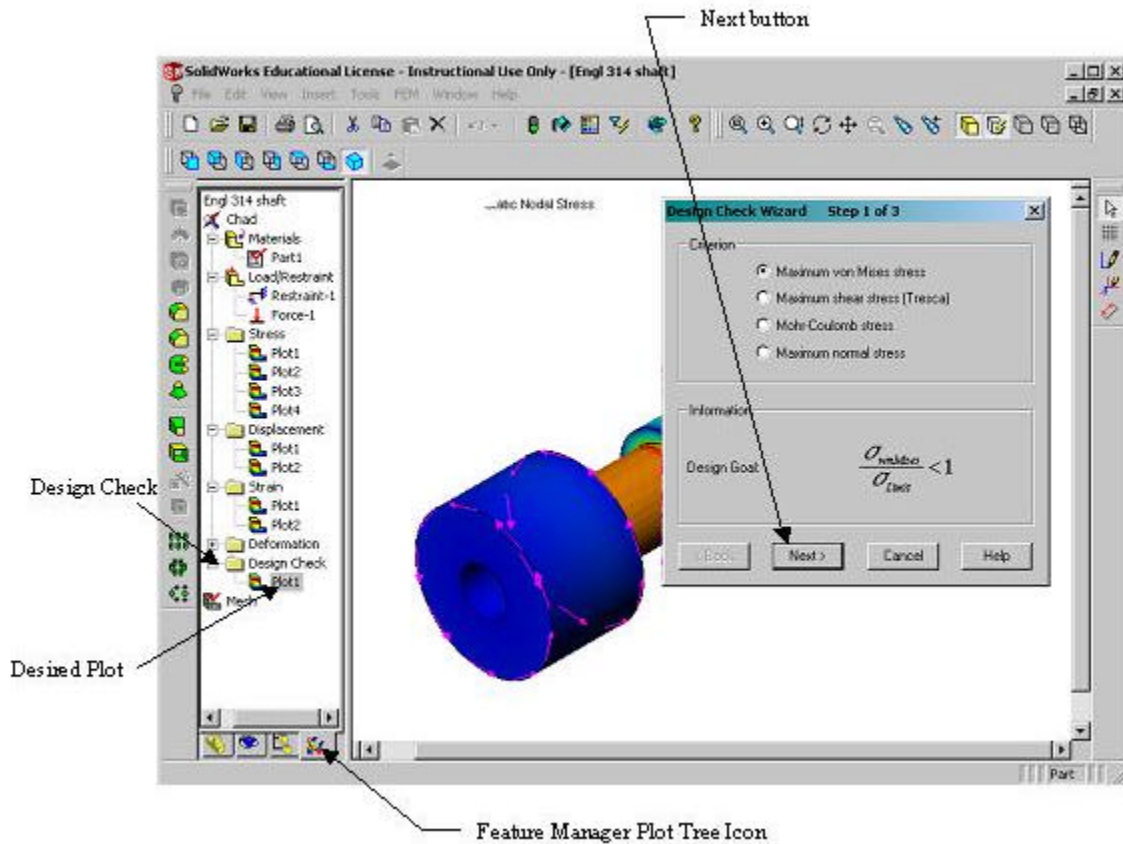 Next button
SolidWorks Educational License - Instructional Use Only - [Engl 314 shaft]
File Edit View Insert Tools FEM Window Help
Engl 314 shaft
Chad
Materials
Part1
Load/Restraint
Restraint-1
Force-1
Stress
Plot1
Plot2
Plot3
Plot4
Displacement
Plot1
Plot2
Strain
Plot1
Plot2
Deformation
Design Check
Plot1
Mesh
Nodal Stress
Design Check Wizard Step 1 of 3
Criterion
Maximum von Mises stress
Maximum shear stress (Tresca)
Mohr-Coulomb stress
Maximum normal stress
Information
Design Goal
σvonMises / σLimit < 1
< Back
Next >
Cancel
Help
Design Check
Desired Plot
Part
Feature Manager Plot Tree Icon